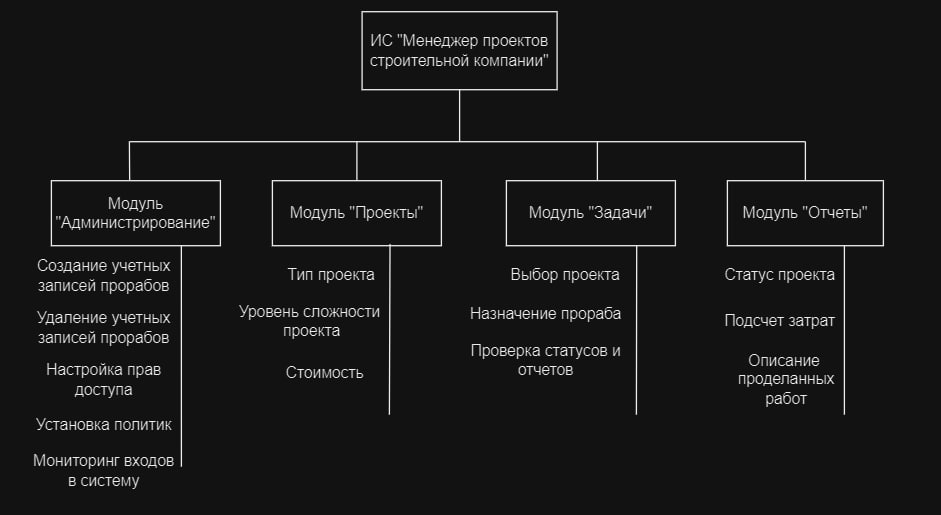 ИС "Менеджер проектов
строительной компании"
Модуль
"Администрирование"
Создание учетных
записей прорабов
Удаление учетных
записей прорабов
Настройка прав
доступа
Установка политик
Мониторинг входов
в систему
Модуль "Проекты"
Тип проекта
Уровень сложности
проекта
Стоимость
Модуль "Задачи"
Выбор проекта
Назначение прораба
Проверка статусов и
отчетов
Модуль "Отчеты"
Статус проекта
Подсчет затрат
Описание
проделанных
работ